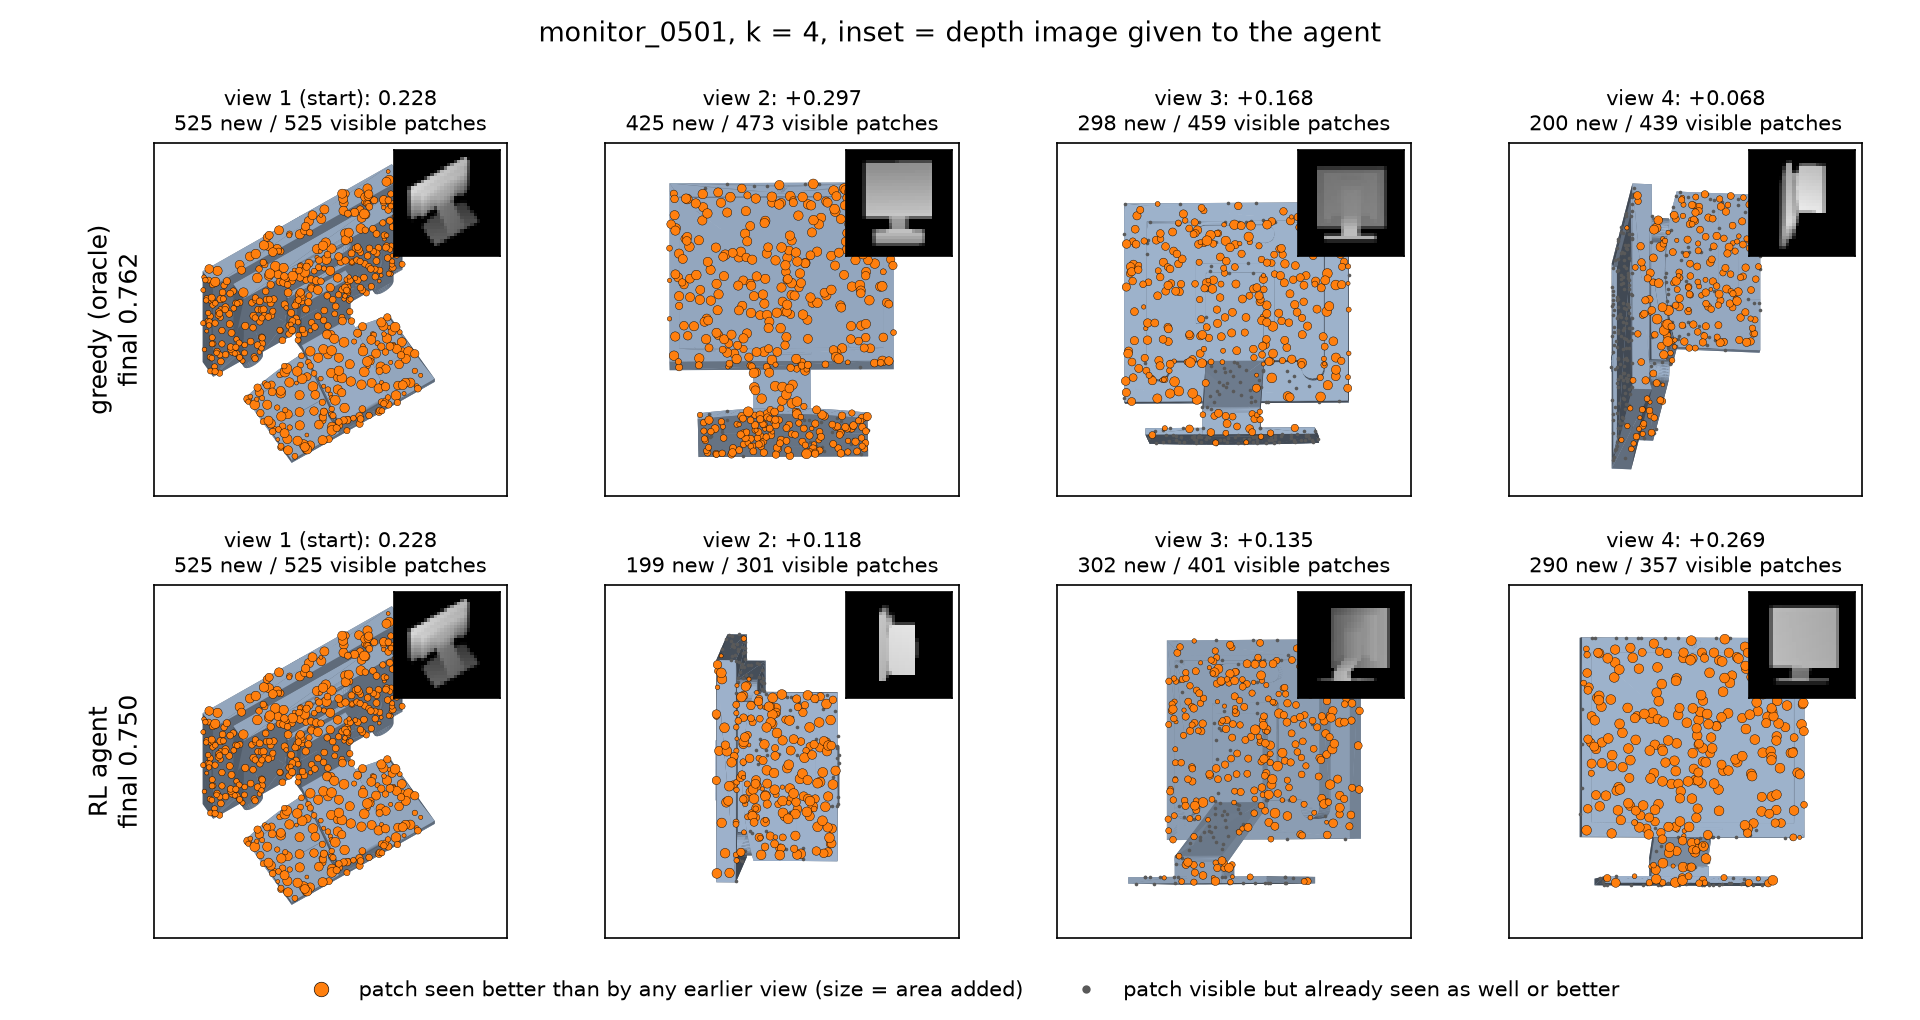 monitor_0501, k = 4, inset = depth image given to the agent
view 1 (start): 0.228
525 new / 525 visible patches
view 2: +0.297
425 new / 473 visible patches
view 3: +0.168
298 new / 459 visible patches
view 4: +0.068
200 new / 439 visible patches
greedy (oracle)
final 0.762
view 1 (start): 0.228
525 new / 525 visible patches
view 2: +0.118
199 new / 301 visible patches
view 3: +0.135
302 new / 401 visible patches
view 4: +0.269
290 new / 357 visible patches
RL agent
final 0.750
patch seen better than by any earlier view (size = area added)
patch visible but already seen as well or better